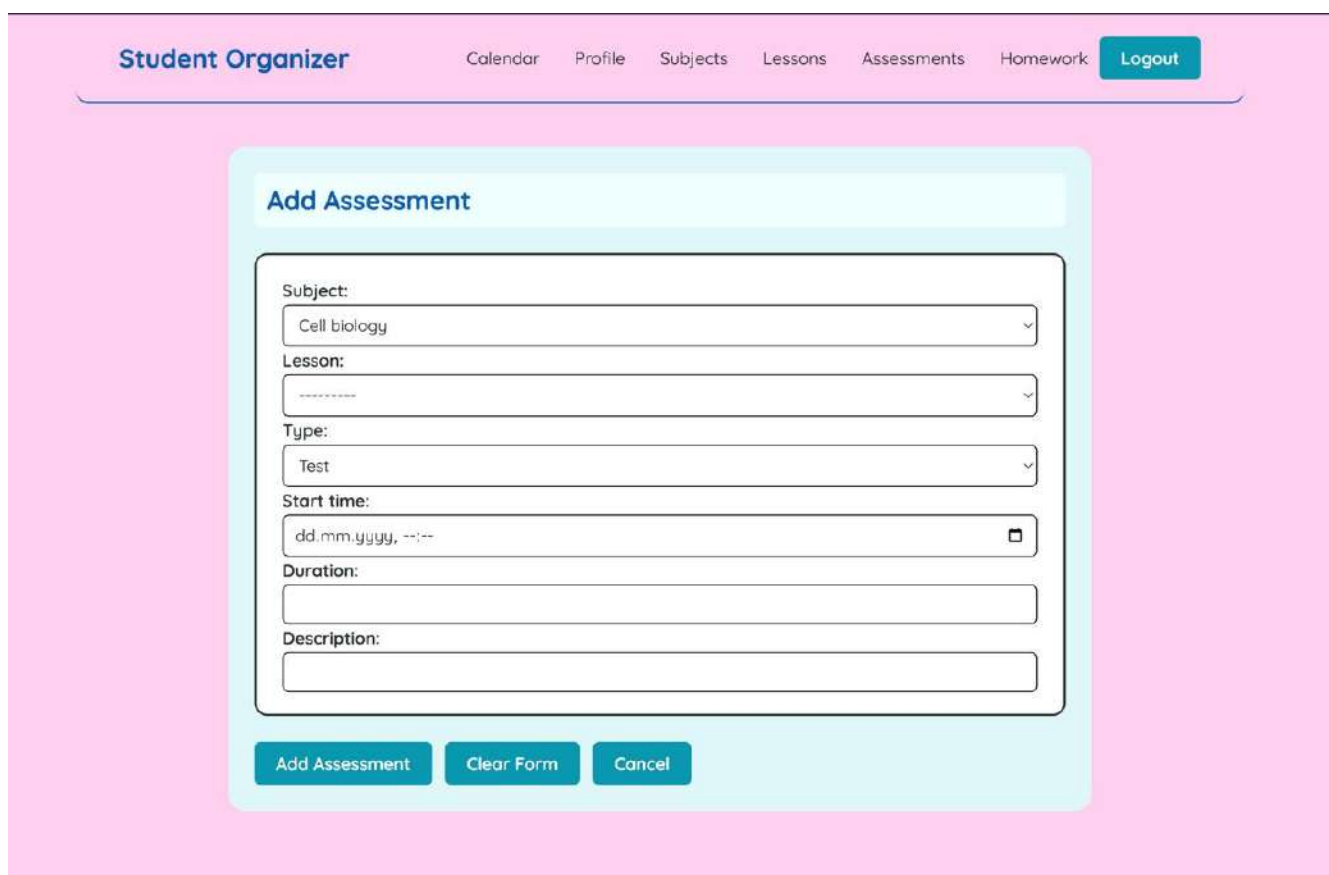 Student Organizer Calendar Profile Subjects Lessons Assessments Homework Logout
Add Assessment
Subject:
Cell biology
Lesson:
---------
Type:
Test
Start time:
dd.mm.yyyy, --:--
Duration:
Description:
Add Assessment Clear Form Cancel